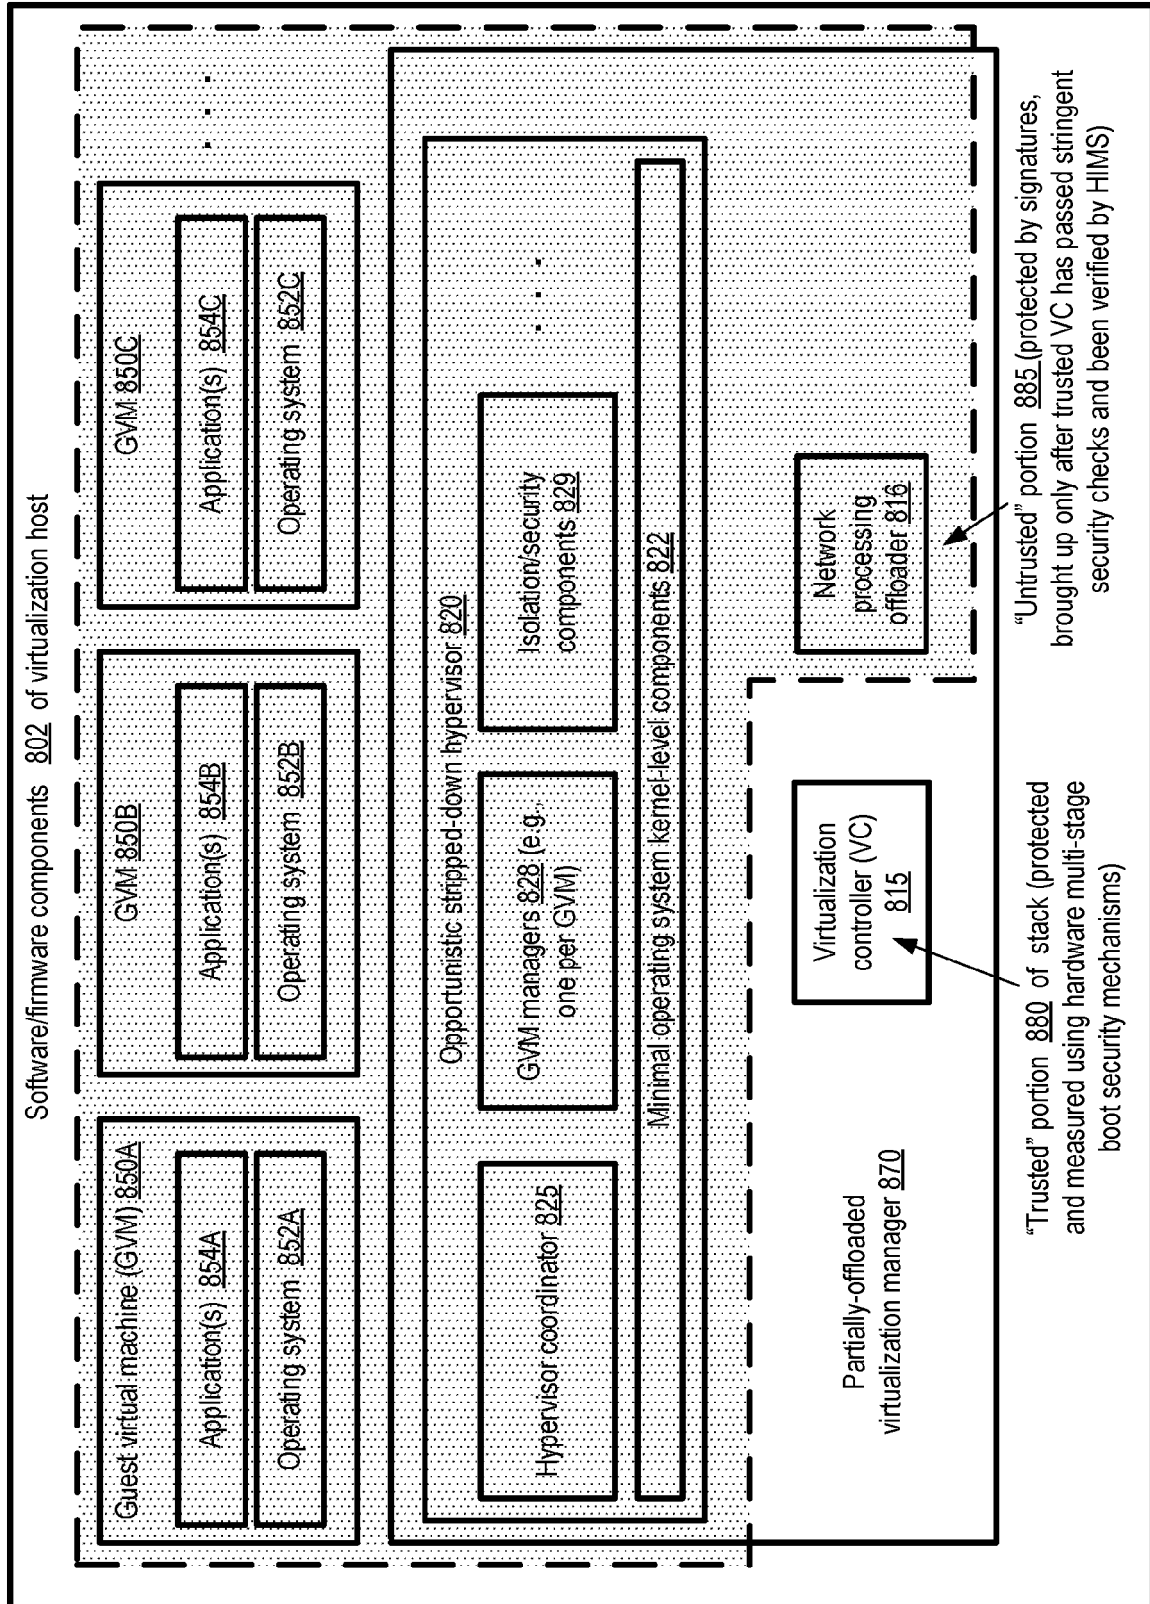 Software/firmware components 802 of virtualization host
Guest virtual machine (GVM) 850A
Application(s) 854A
Operating system 852A
GVM 850B
Application(s) 854B
Operating system 852B
GVM 850C
Application(s) 854C
Operating system 852C
. . .
Opportunistic stripped-down hypervisor 820
Hypervisor coordinator 825
GVM managers 828 (e.g.,
one per GVM)
Isolation/security
components 829
. . .
Minimal operating system kernel-level components 822
Partially-offloaded
virtualization manager 870
Virtualization
controller (VC)
815
Network
processing
offloader 816
“Trusted” portion 880 of stack (protected
and measured using hardware multi-stage
boot security mechanisms)
“Untrusted” portion 885 (protected by signatures,
brought up only after trusted VC has passed stringent
security checks and been verified by HIMS)